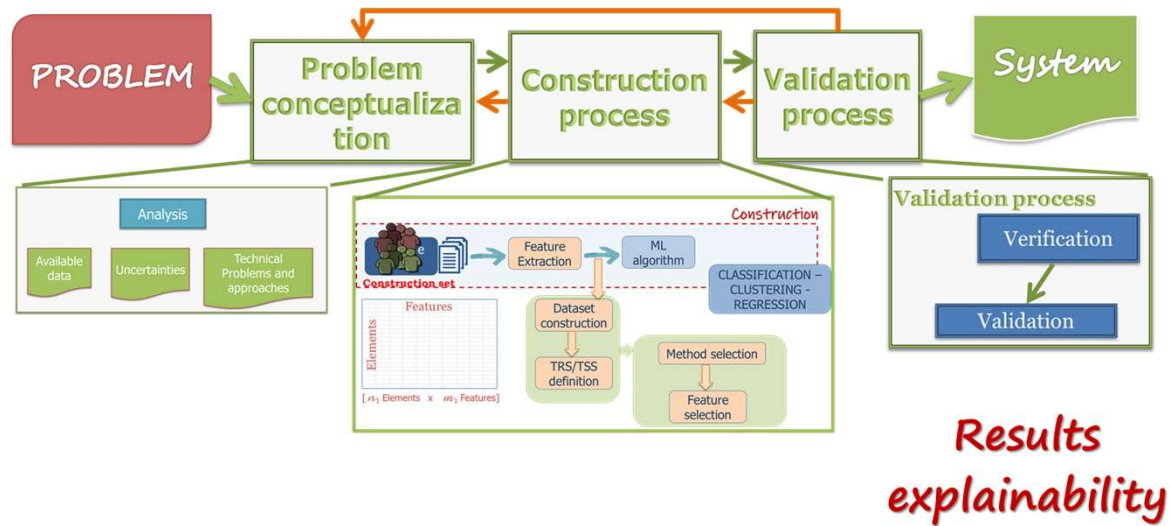 PROBLEM
Problem
conceptualiza
tion
Construction
process
Validation
process
System
Analysis
Available
data
Uncertainties
Technical
Problems and
approaches
Construction
Construction set
Feature
Extraction
ML
algorithm
CLASSIFICATION –
CLUSTERING -
REGRESSION
Features
Elements
[n₁ Elements x m₁ Features]
Dataset
construction
TRS/TSS
definition
Method selection
Feature
selection
Validation process
Verification
Validation
Results
explainability